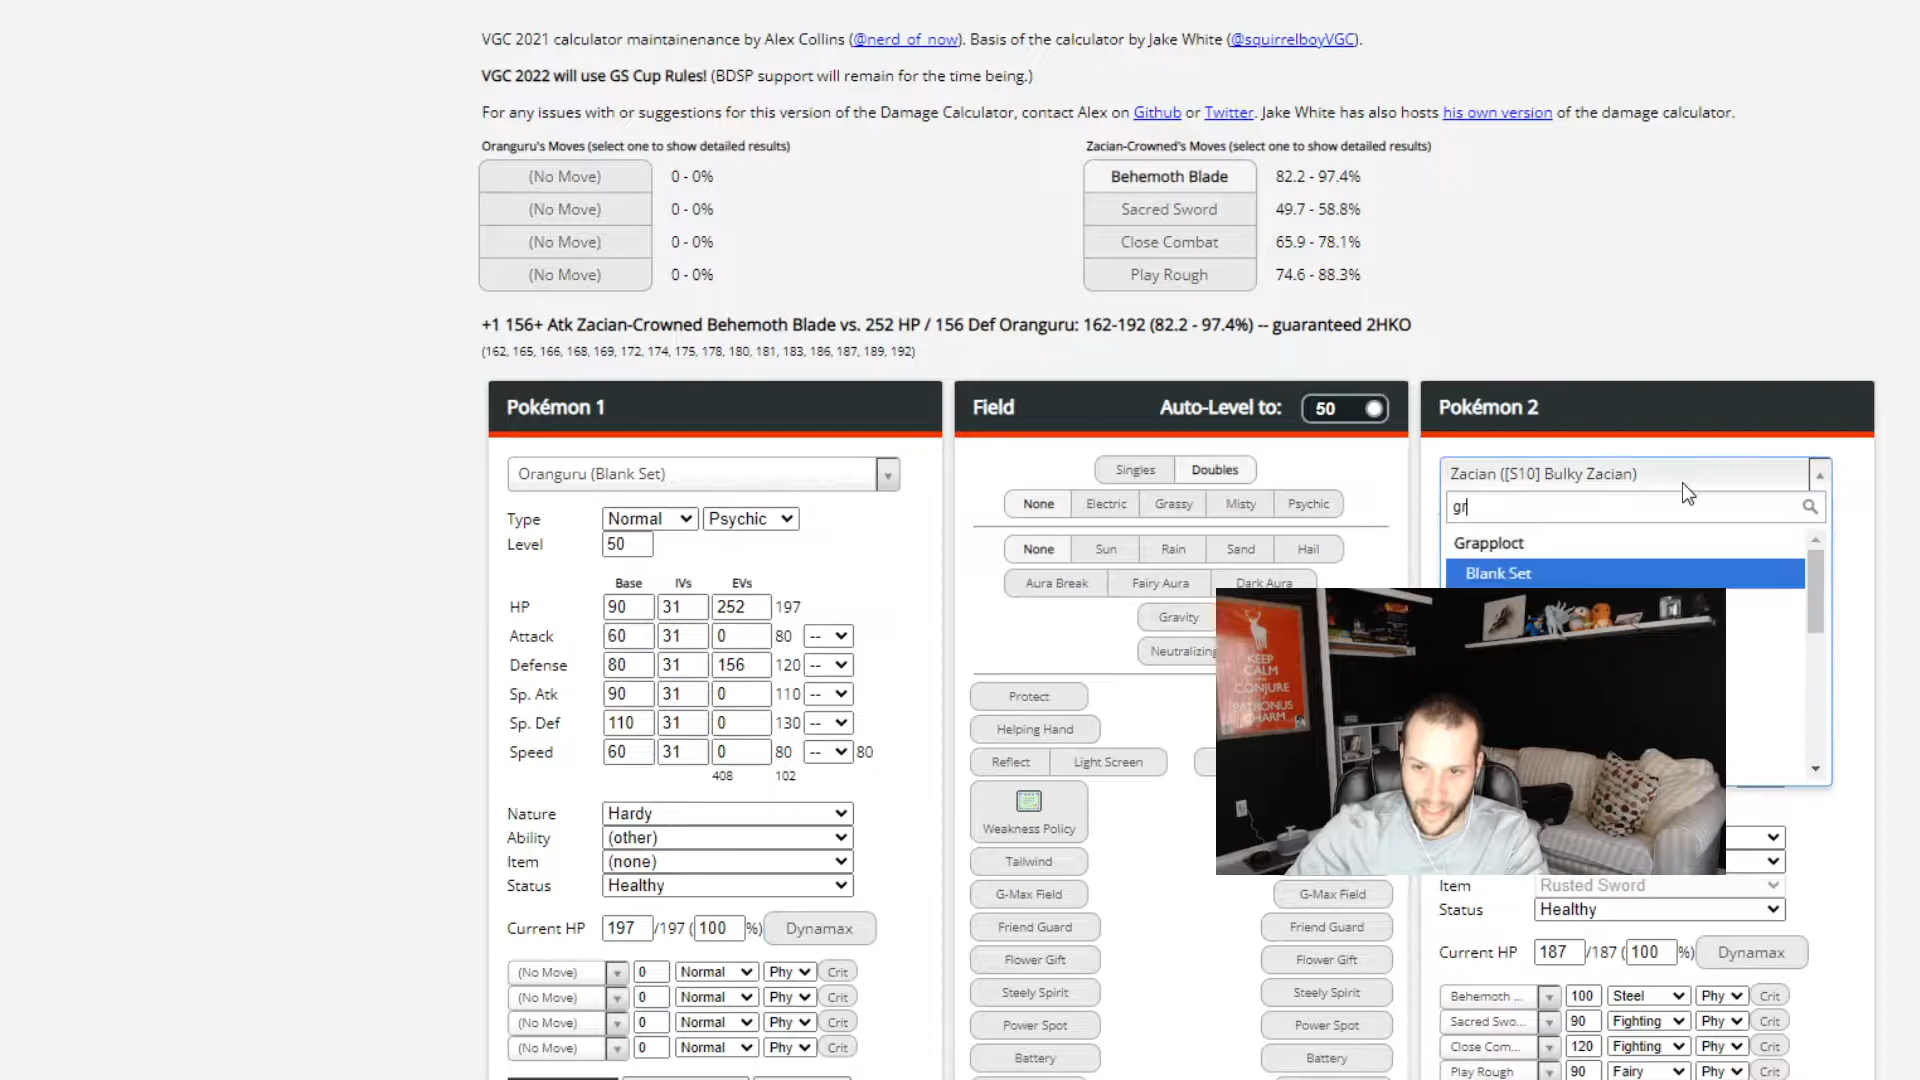 VGC 2021 calculator maintainenance by Alex Collins (@nerd_of_now). Basis of the calculator by Jake White (@squirrelboyVGC).
VGC 2022 will use GS Cup Rules! (BDSP support will remain for the time being.)
For any issues with or suggestions for this version of the Damage Calculator, contact Alex on Github or Twitter. Jake White has also hosts his own version of the damage calculator.
Oranguru's Moves (select one to show detailed results)
(No Move) 0 - 0%
(No Move) 0 - 0%
(No Move) 0 - 0%
(No Move) 0 - 0%
Zacian-Crowned's Moves (select one to show detailed results)
Behemoth Blade 82.2 - 97.4%
Sacred Sword 49.7 - 58.8%
Close Combat 65.9 - 78.1%
Play Rough 74.6 - 88.3%
+1 156+ Atk Zacian-Crowned Behemoth Blade vs. 252 HP / 156 Def Oranguru: 162-192 (82.2 - 97.4%) -- guaranteed 2HKO
(162, 165, 166, 168, 169, 172, 174, 175, 178, 180, 181, 183, 186, 187, 189, 192)
Pokémon 1
Oranguru (Blank Set)
Type Normal Psychic
Level 50
Base IVs EVs
HP 90 31 252 197
Attack 60 31 0 80 --
Defense 80 31 156 120 --
Sp. Atk 90 31 0 110 --
Sp. Def 110 31 0 130 --
Speed 60 31 0 80 -- 80
408 102
Nature Hardy
Ability (other)
Item (none)
Status Healthy
Current HP 197 /197 ( 100 %) Dynamax
(No Move) 0 Normal Phy Crit
(No Move) 0 Normal Phy Crit
(No Move) 0 Normal Phy Crit
(No Move) 0 Normal Phy Crit
Field Auto-Level to: 50
Singles Doubles
None Electric Grassy Misty Psychic
None Sun Rain Sand Hail
Aura Break Fairy Aura Dark Aura
Gravity
Neutralizing
Protect
Helping Hand
Reflect Light Screen
Weakness Policy
Tailwind
G-Max Field G-Max Field
Friend Guard Friend Guard
Flower Gift Flower Gift
Steely Spirit Steely Spirit
Power Spot Power Spot
Battery Battery
KEEP
CALM
CONJURE
PATRONUS
CHARM
Pokémon 2
Zacian ([S10] Bulky Zacian)
gr
Grapploct
Blank Set
Item Rusted Sword
Status Healthy
Current HP 187 /187 ( 100 %) Dynamax
Behemoth ... 100 Steel Phy Crit
Sacred Swo... 90 Fighting Phy Crit
Close Com... 120 Fighting Phy Crit
Play Rough 90 Fairy Phy Crit